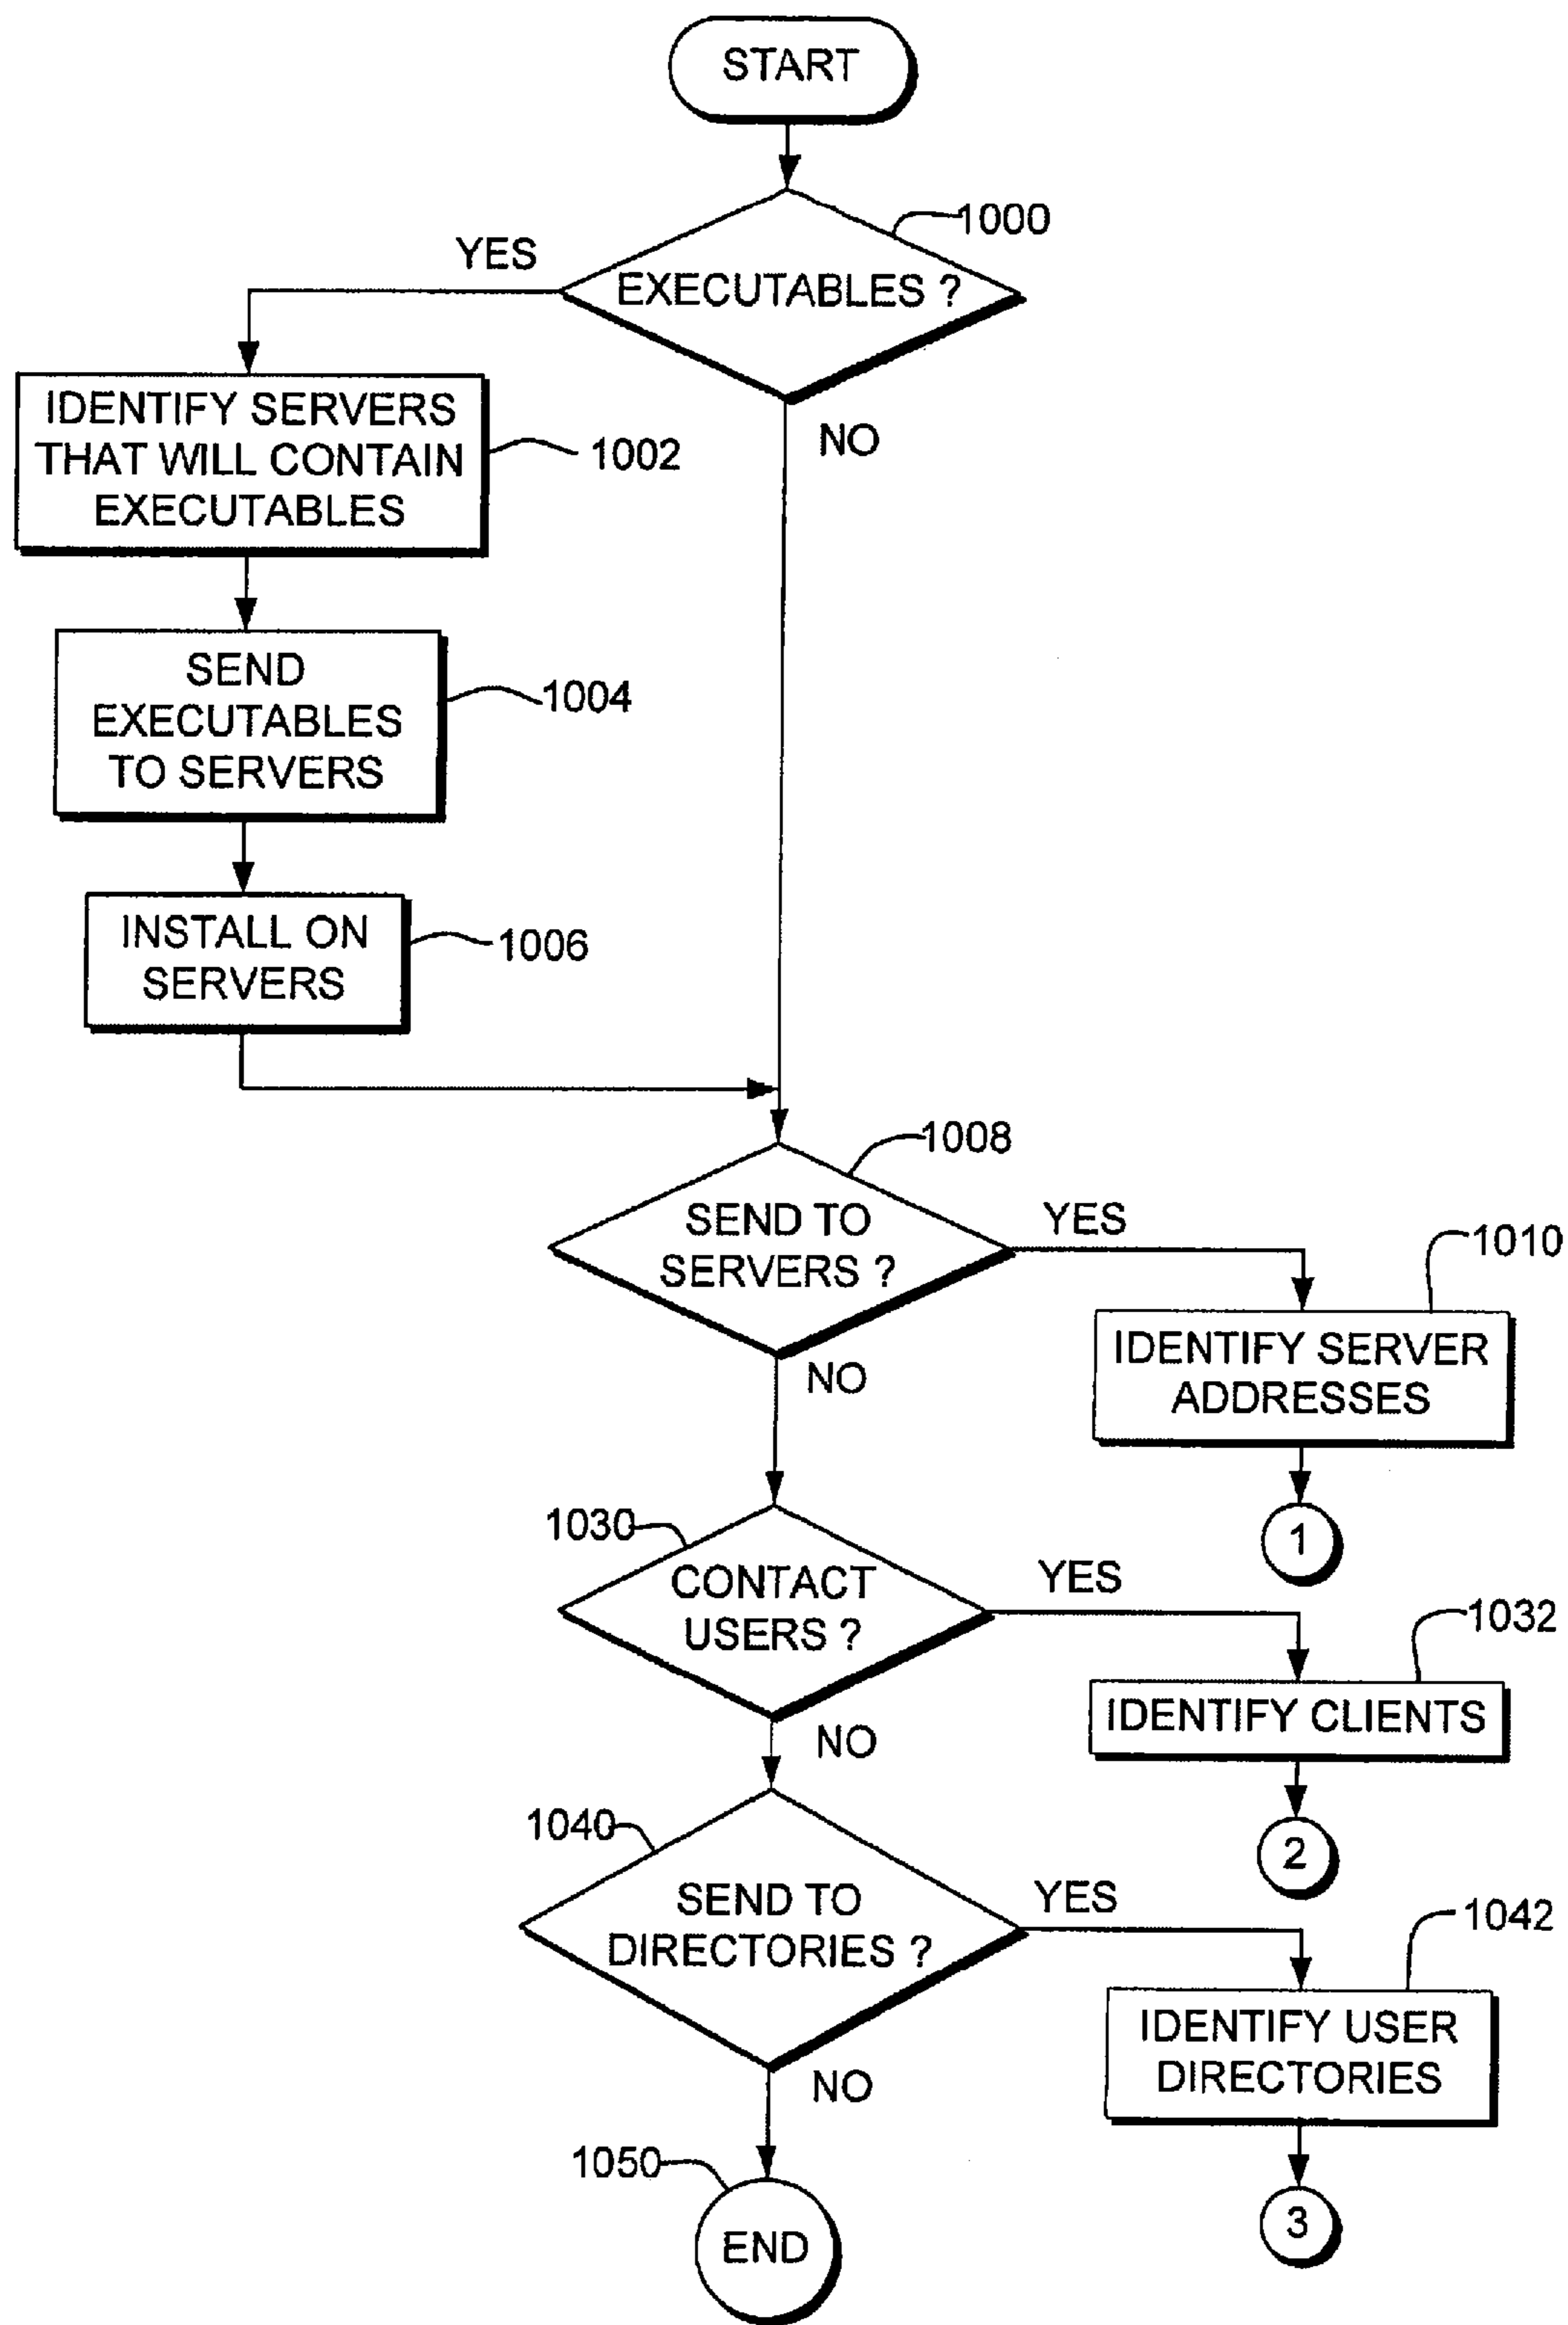 START
1000
YES
EXECUTABLES ?
NO
IDENTIFY SERVERS
THAT WILL CONTAIN
EXECUTABLES
1002
SEND
EXECUTABLES
TO SERVERS
1004
INSTALL ON
SERVERS
1006
1008
SEND TO
SERVERS ?
YES
NO
1010
IDENTIFY SERVER
ADDRESSES
1
1030
CONTACT
USERS ?
YES
NO
1032
IDENTIFY CLIENTS
2
1040
SEND TO
DIRECTORIES ?
YES
NO
1042
IDENTIFY USER
DIRECTORIES
3
1050
END